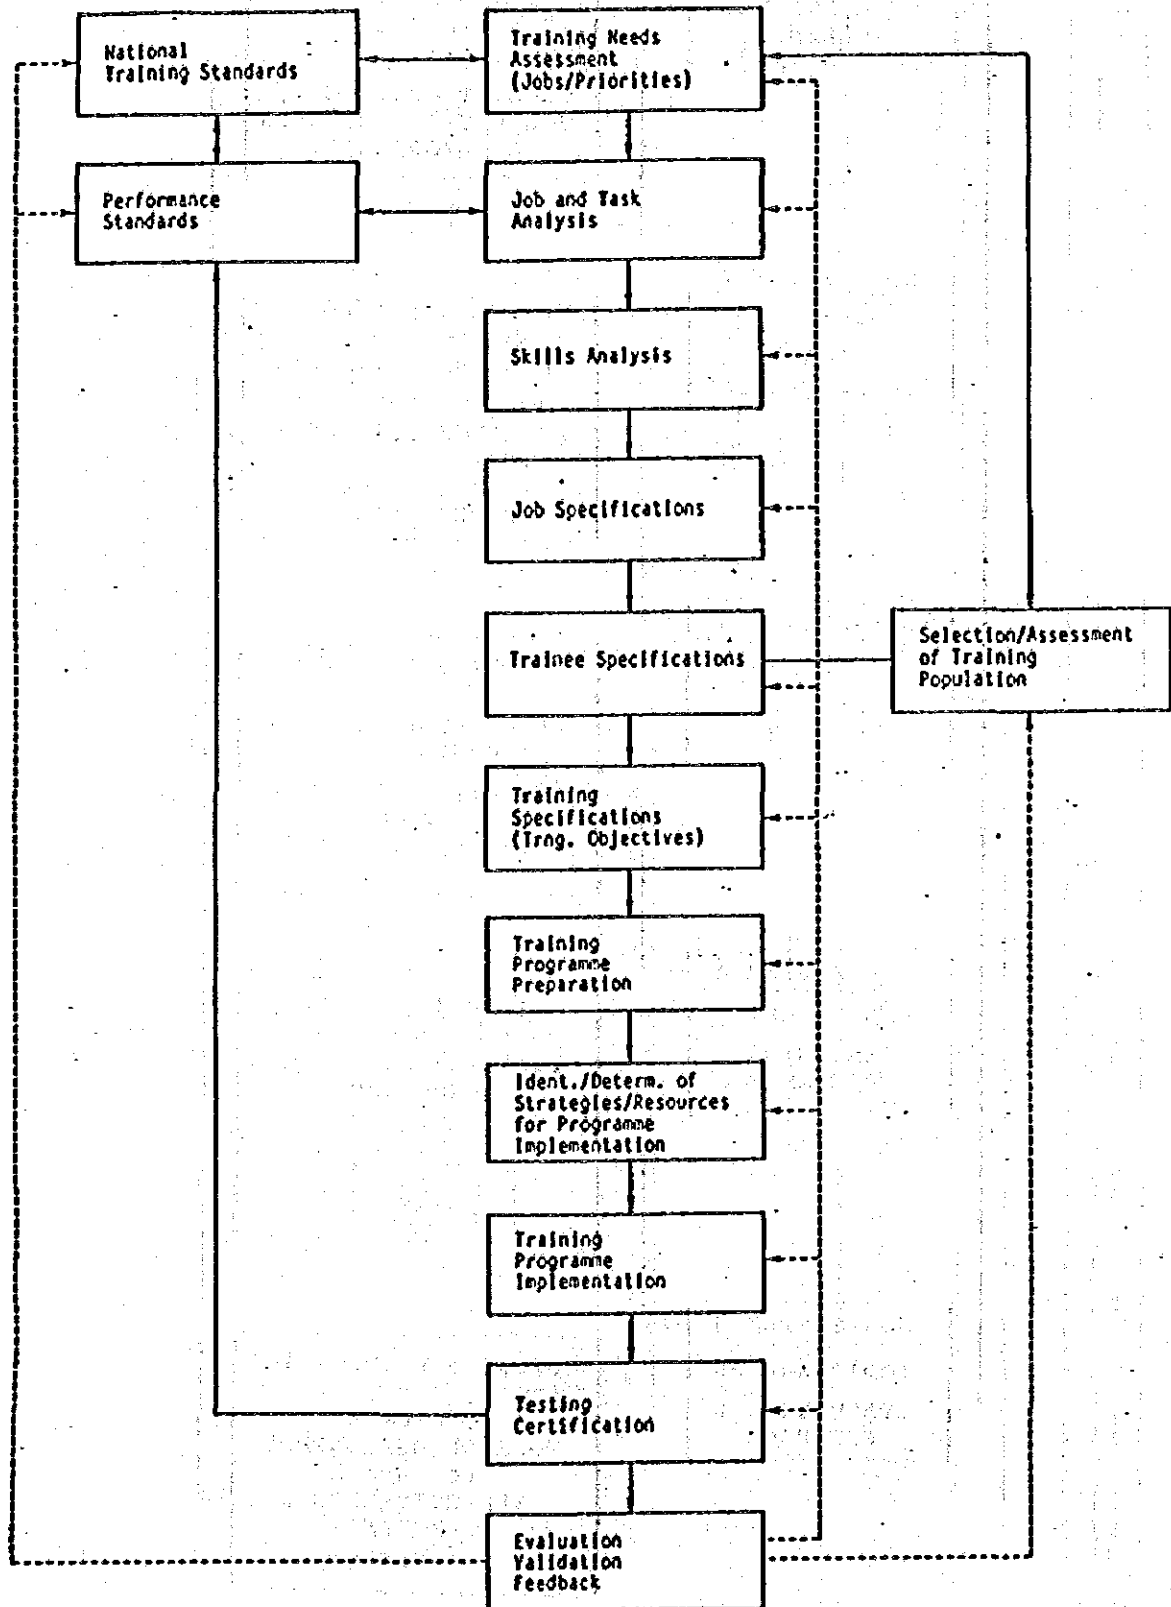 National
Training Standards
Training Needs
Assessment
(Jobs/Priorities)
Performance
Standards
Job and Task
Analysis
Skills Analysis
Job Specifications
Trainee Specifications
Selection/Assessment
of Training
Population
Training
Specifications
(Trng. Objectives)
Training
Programme
Preparation
Ident./Determ. of
Strategies/Resources
for Programme
Implementation
Training
Programme
Implementation
Testing
Certification
Evaluation
Validation
Feedback